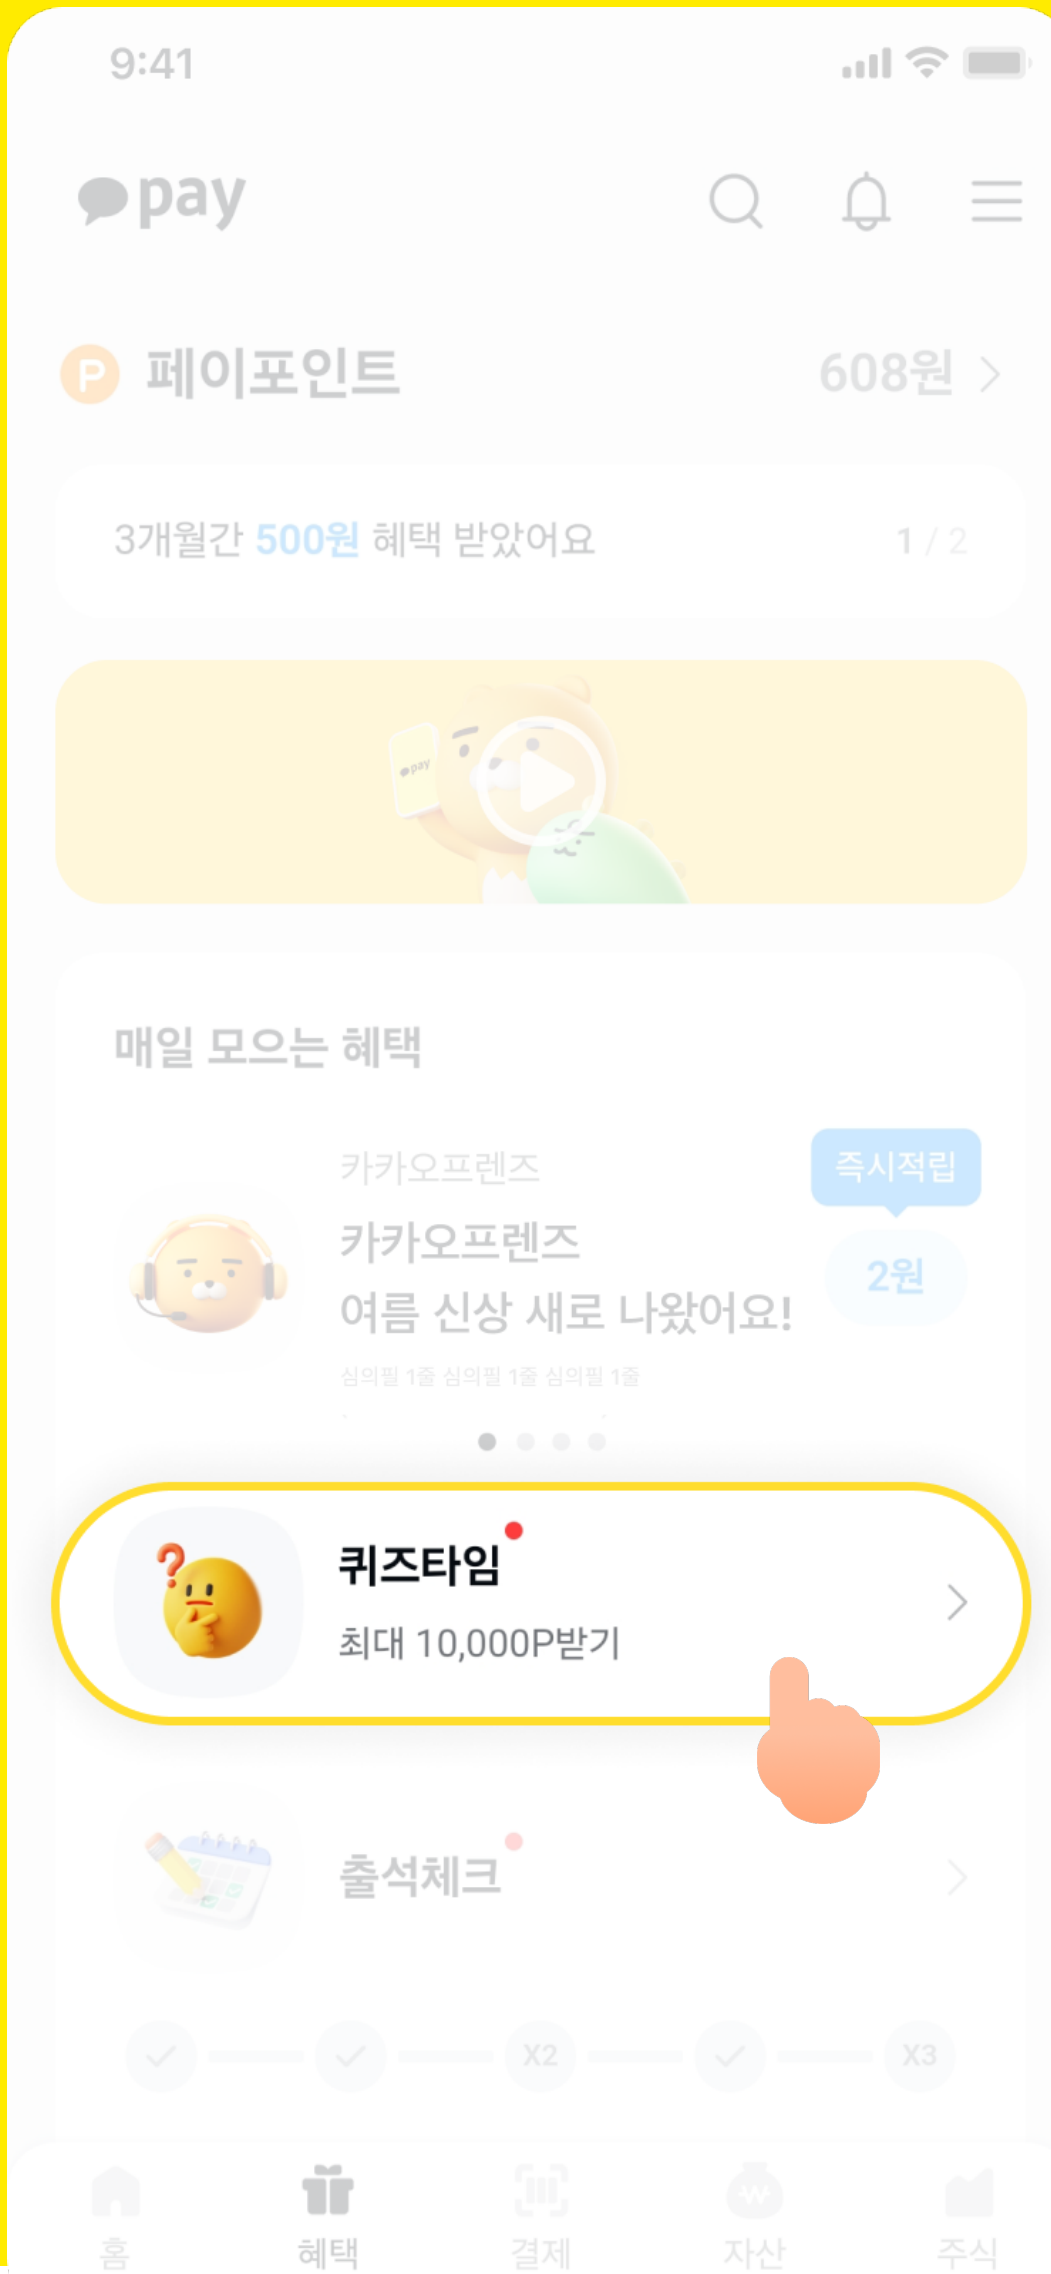 9:41
pay
P 페이포인트 608원
3개월간 500원 혜택 받았어요 1 / 2
pay
매일 모으는 혜택
카카오프렌즈
즉시적립
카카오프렌즈
여름 신상 새로 나왔어요!
2원
심의필 1줄 심의필 1줄 심의필 1줄
?
퀴즈타임
최대 10,000P받기
출석체크
X2 X3
홈 혜택 결제 자산 주식